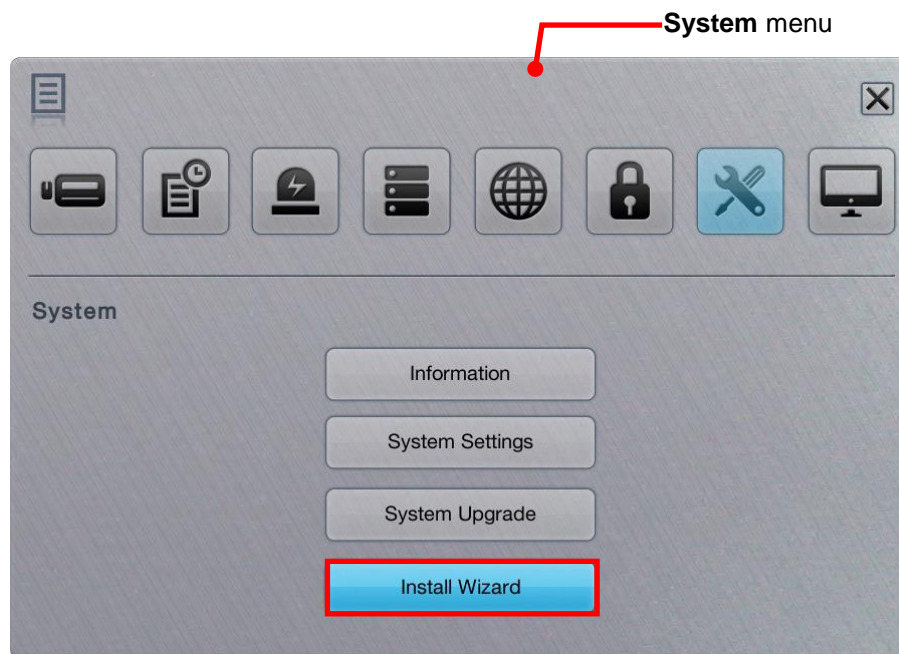 System menu
System
Information
System Settings
System Upgrade
Install Wizard